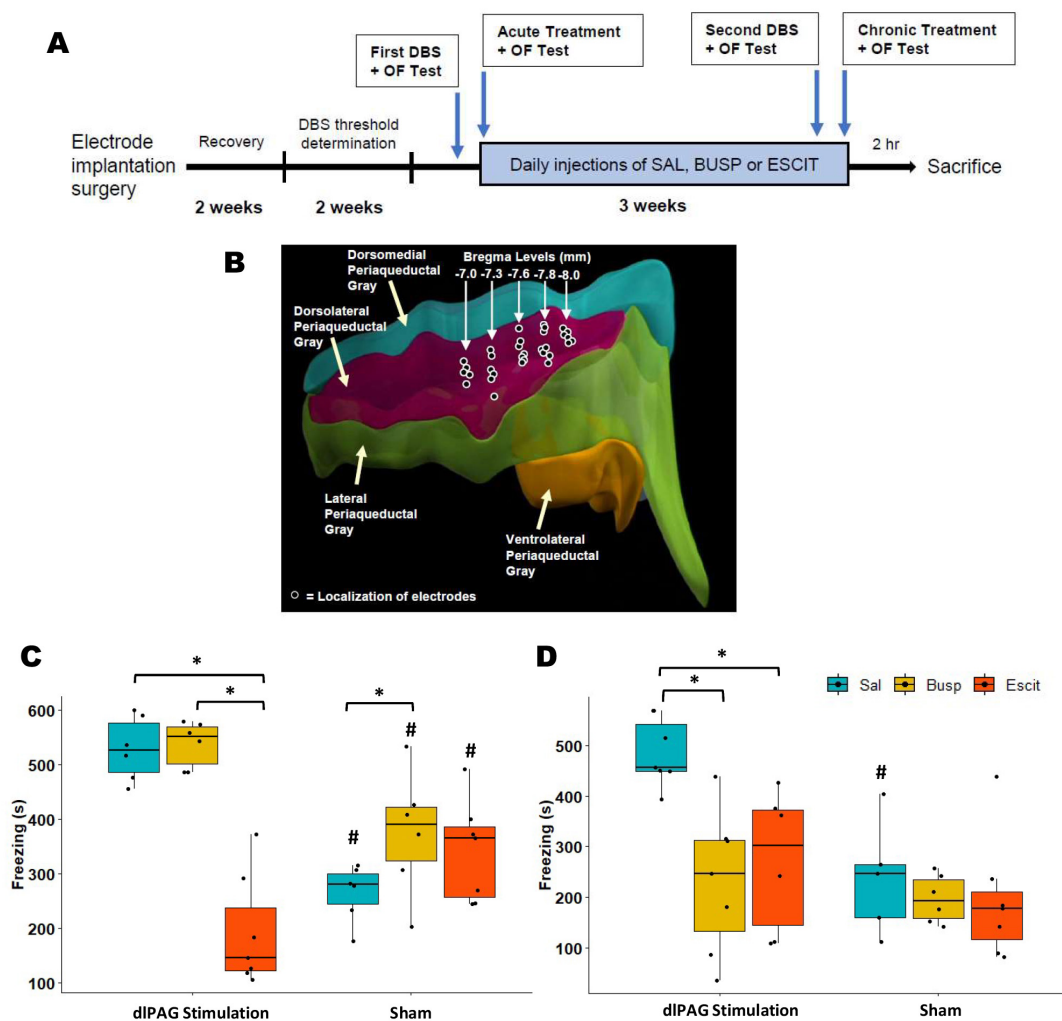 A
First DBS
+ OF Test
Acute Treatment
+ OF Test
Second DBS
+ OF Test
Chronic Treatment
+ OF Test
Electrode
implantation
surgery
Recovery
DBS threshold
determination
Daily injections of SAL, BUSP or ESCIT
2 hr
Sacrifice
2 weeks
2 weeks
3 weeks
B
Dorsomedial
Periaqueductal
Gray
Bregma Levels (mm)
-7.0 -7.3 -7.6 -7.8 -8.0
Dorsolateral
Periaqueductal
Gray
Lateral
Periaqueductal
Gray
Ventrolateral
Periaqueductal
Gray
= Localization of electrodes
C
Freezing (s)
600
500
400
300
200
100
*
*
*
#
#
#
dlPAG Stimulation
Sham
D
Sal Busp Escit
Freezing (s)
500
400
300
200
100
*
*
#
dlPAG Stimulation
Sham